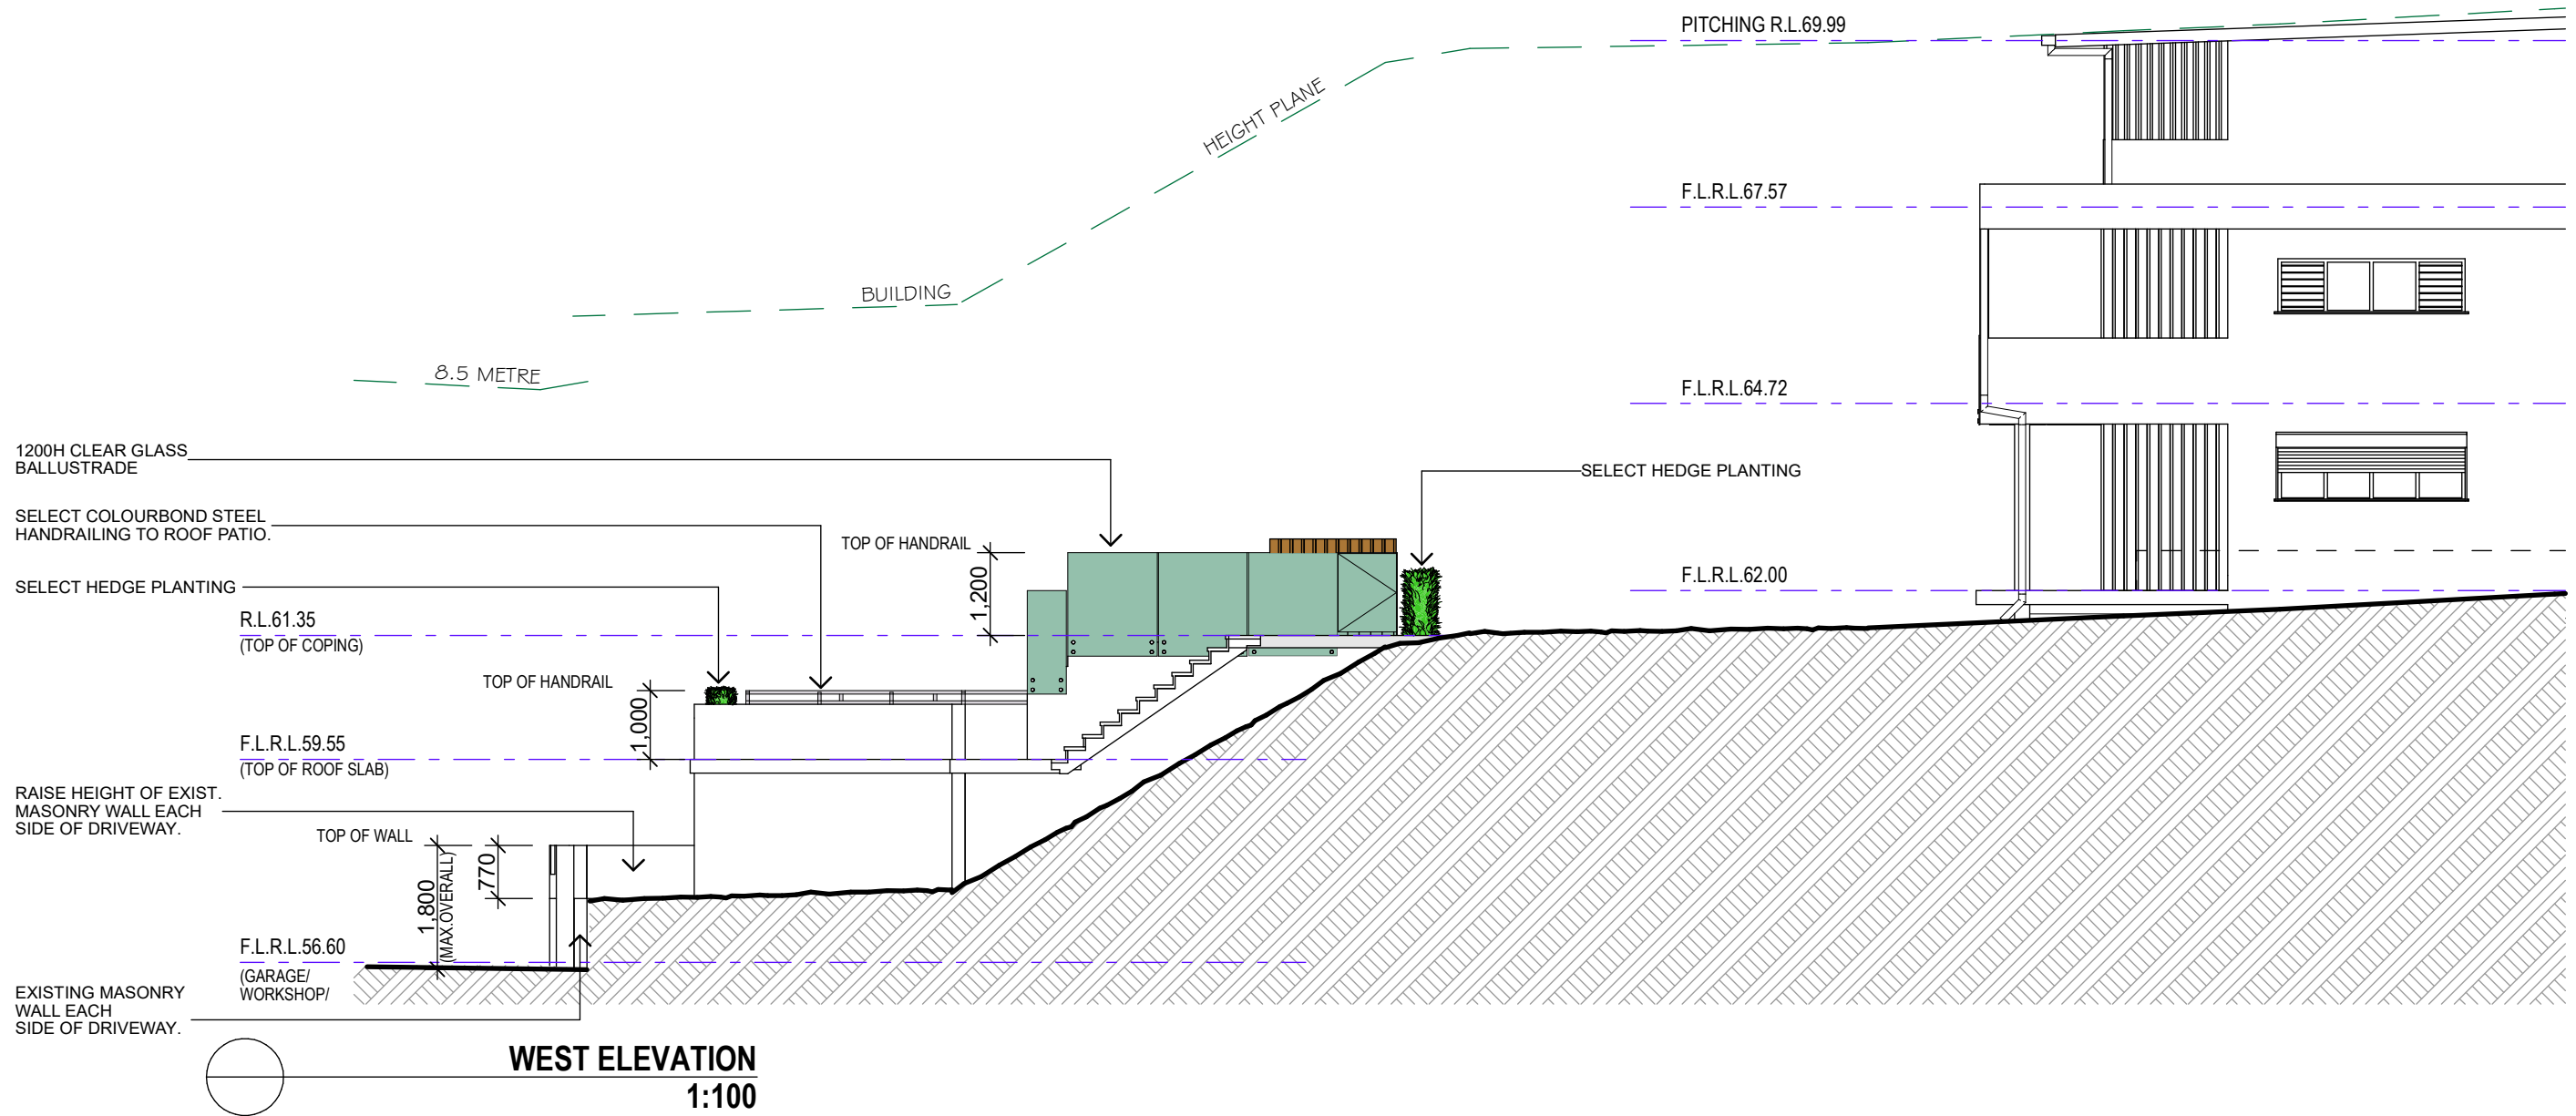 PITCHING R.L.69.99
HEIGHT PLANE
F.L.R.L.67.57
BUILDING
8.5 METRE
F.L.R.L.64.72
1200H CLEAR GLASS
BALLUSTRADE
SELECT HEDGE PLANTING
SELECT COLOURBOND STEEL
HANDRAILING TO ROOF PATIO.
TOP OF HANDRAIL
1,200
SELECT HEDGE PLANTING
F.L.R.L.62.00
R.L.61.35
(TOP OF COPING)
TOP OF HANDRAIL
1,000
F.L.R.L.59.55
(TOP OF ROOF SLAB)
RAISE HEIGHT OF EXIST.
MASONRY WALL EACH
SIDE OF DRIVEWAY.
TOP OF WALL
1,800
(MAX.OVERALL)
770
F.L.R.L.56.60
(GARAGE/
WORKSHOP/
EXISTING MASONRY
WALL EACH
SIDE OF DRIVEWAY.
WEST ELEVATION
1:100